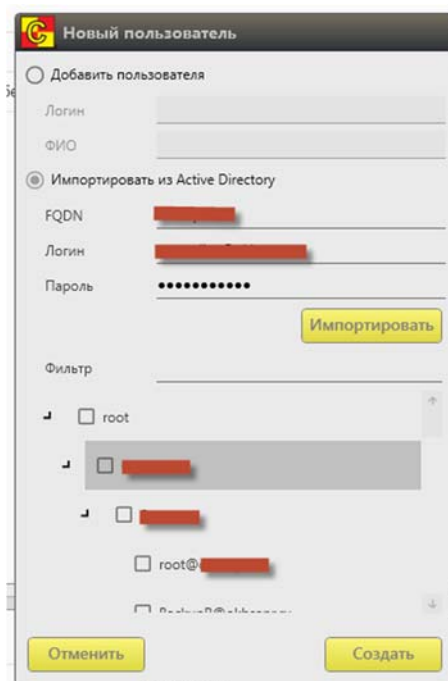 Новый пользователь
Добавить пользователя
Логин
ФИО
Импортировать из Active Directory
FQDN
Логин
Пароль •••••••••••
Импортировать
Фильтр
root
root@
Отменить
Создать